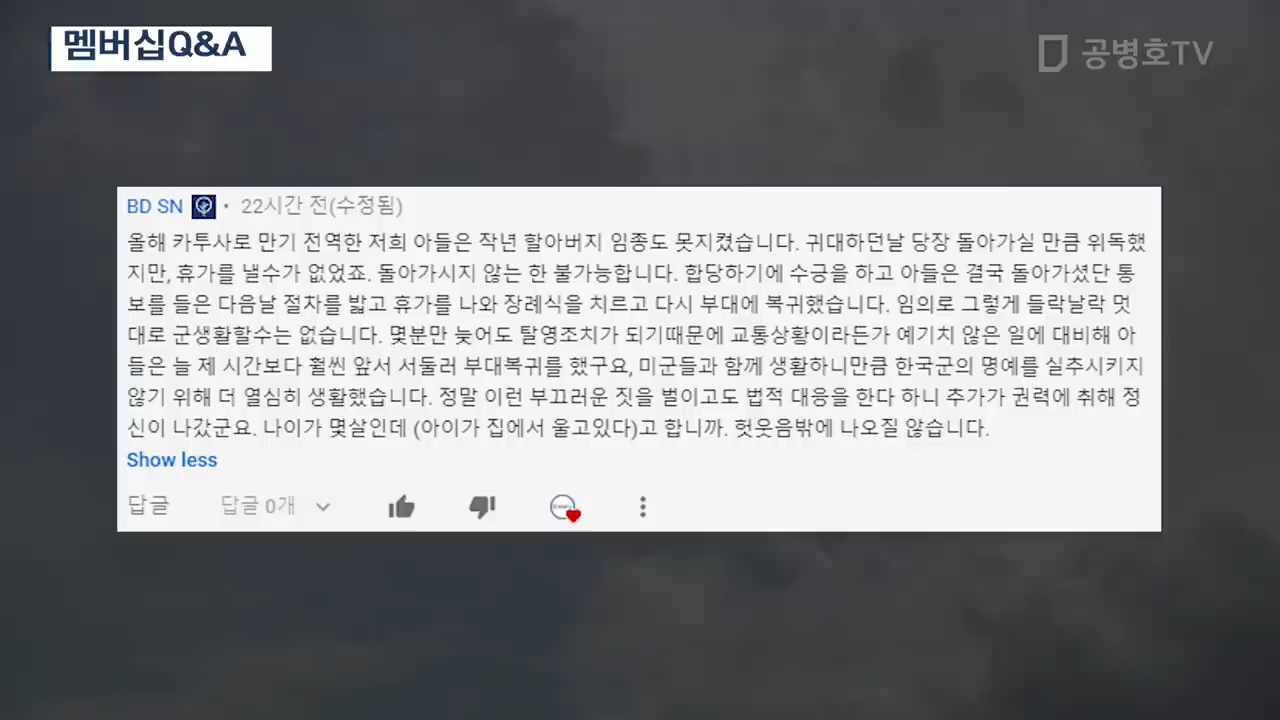 멤버십Q&A
공병호TV
BD SN · 22시간 전(수정됨)
올해 카투사로 만기 전역한 저희 아들은 작년 할아버지 임종도 못지켰습니다. 귀대하던날 당장 돌아가실 만큼 위독했
지만, 휴가를 낼수가 없었죠. 돌아가시지 않는 한 불가능합니다. 합당하기에 수긍을 하고 아들은 결국 돌아가셨단 통
보를 들은 다음날 절차를 밟고 휴가를 나와 장례식을 치르고 다시 부대에 복귀했습니다. 임의로 그렇게 들락날락 멋
대로 군생활할수는 없습니다. 몇분만 늦어도 탈영조치가 되기때문에 교통상황이라든가 예기치 않은 일에 대비해 아
들은 늘 제 시간보다 훨씬 앞서 서둘러 부대복귀를 했구요, 미군들과 함께 생활하니만큼 한국군의 명예를 실추시키지
않기 위해 더 열심히 생활했습니다. 정말 이런 부끄러운 짓을 벌이고도 법적 대응을 한다 하니 추가가 권력에 취해 정
신이 나갔군요. 나이가 몇살인데 (아이가 집에서 울고있다)고 합니까. 헛웃음밖에 나오질 않습니다.
Show less
답글 답글 0개